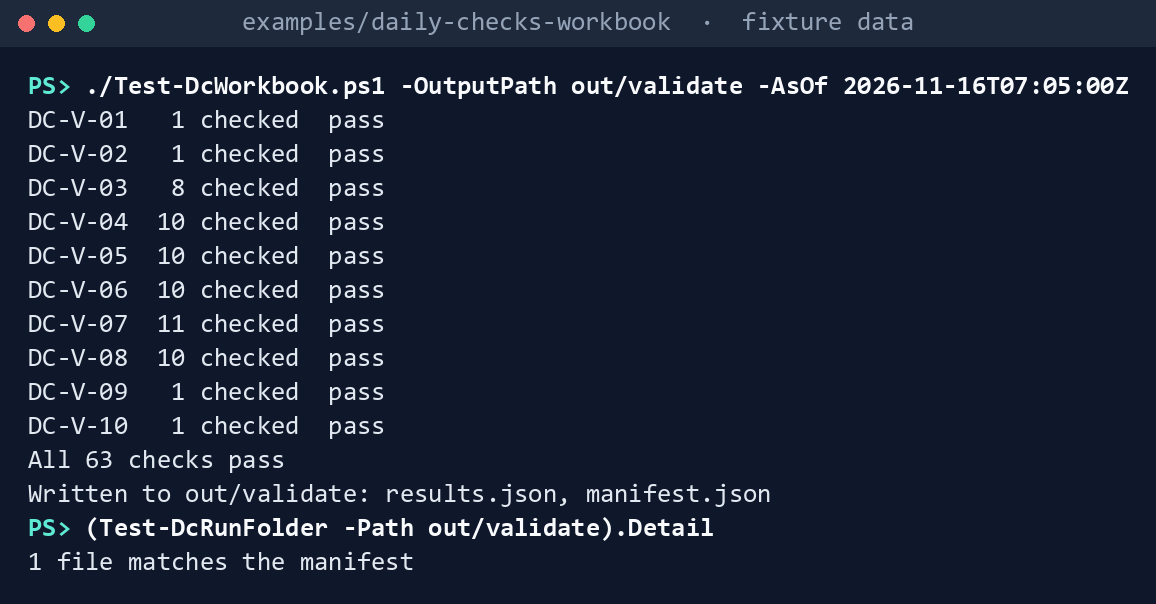 examples/daily-checks-workbook · fixture data
PS> ./Test-DcWorkbook.ps1 -OutputPath out/validate -AsOf 2026-11-16T07:05:00Z
DC-V-01   1 checked  pass
DC-V-02   1 checked  pass
DC-V-03   8 checked  pass
DC-V-04  10 checked  pass
DC-V-05  10 checked  pass
DC-V-06  10 checked  pass
DC-V-07  11 checked  pass
DC-V-08  10 checked  pass
DC-V-09   1 checked  pass
DC-V-10   1 checked  pass
All 63 checks pass
Written to out/validate: results.json, manifest.json
PS> (Test-DcRunFolder -Path out/validate).Detail
1 file matches the manifest